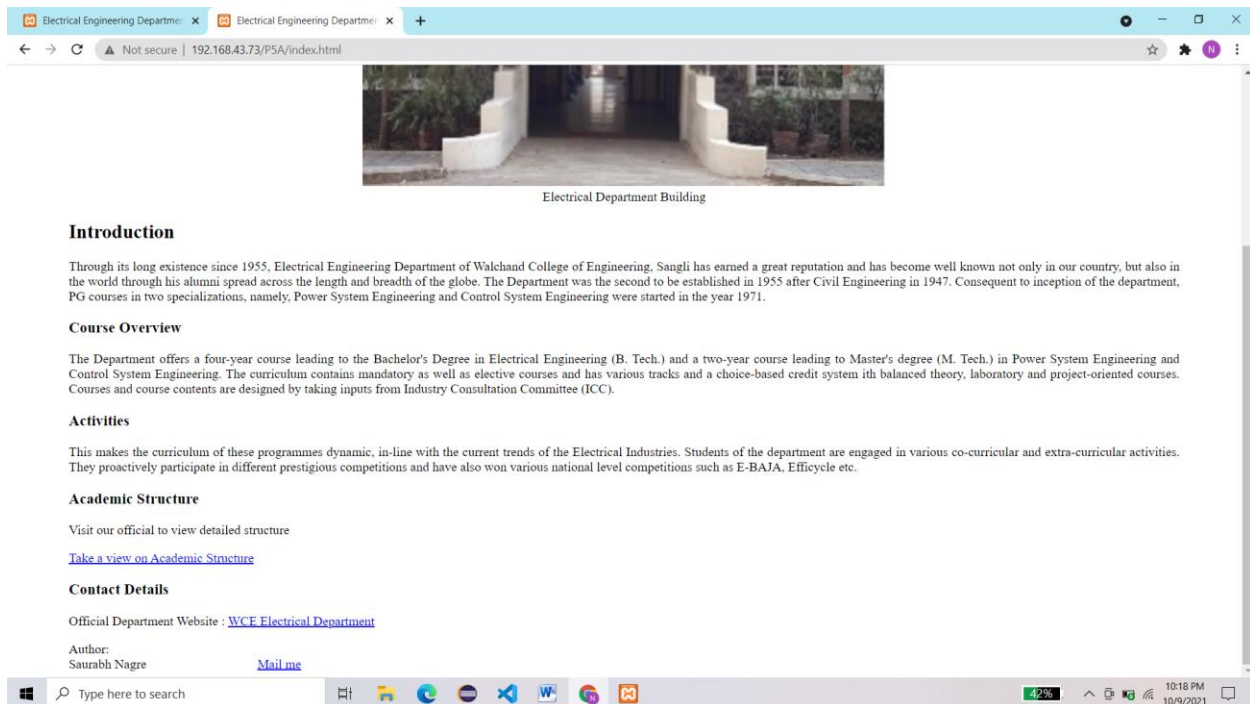 Electrical Engineering Departmen
Electrical Engineering Departmen
Not secure | 192.168.43.73/P5A/index.html
N
Electrical Department Building
Introduction
Through its long existence since 1955, Electrical Engineering Department of Walchand College of Engineering, Sangli has earned a great reputation and has become well known not only in our country, but also in
the world through his alumni spread across the length and breadth of the globe. The Department was the second to be established in 1955 after Civil Engineering in 1947. Consequent to inception of the department,
PG courses in two specializations, namely, Power System Engineering and Control System Engineering were started in the year 1971.
Course Overview
The Department offers a four-year course leading to the Bachelor's Degree in Electrical Engineering (B. Tech.) and a two-year course leading to Master's degree (M. Tech.) in Power System Engineering and
Control System Engineering. The curriculum contains mandatory as well as elective courses and has various tracks and a choice-based credit system ith balanced theory, laboratory and project-oriented courses.
Courses and course contents are designed by taking inputs from Industry Consultation Committee (ICC).
Activities
This makes the curriculum of these programmes dynamic, in-line with the current trends of the Electrical Industries. Students of the department are engaged in various co-curricular and extra-curricular activities.
They proactively participate in different prestigious competitions and have also won various national level competitions such as E-BAJA, Efficycle etc.
Academic Structure
Visit our official to view detailed structure
Take a view on Academic Structure
Contact Details
Official Department Website : WCE Electrical Department
Author:
Saurabh Nagre Mail me
Type here to search
42%
10:18 PM
10/9/2021